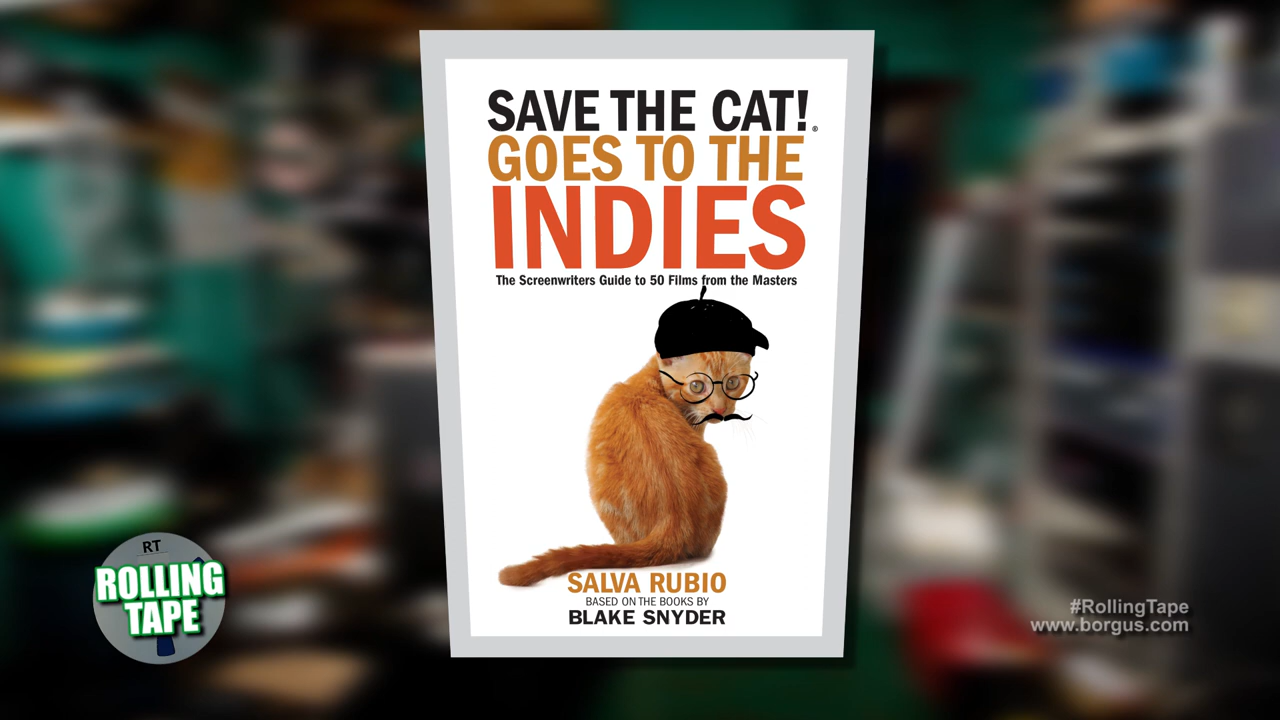 SAVE THE CAT!®
GOES TO THE
INDIES
The Screenwriters Guide to 50 Films from the Masters
SALVA RUBIO
BASED ON THE BOOKS BY
BLAKE SNYDER
RT
ROLLING
TAPE
#RollingTape
www.borgus.com